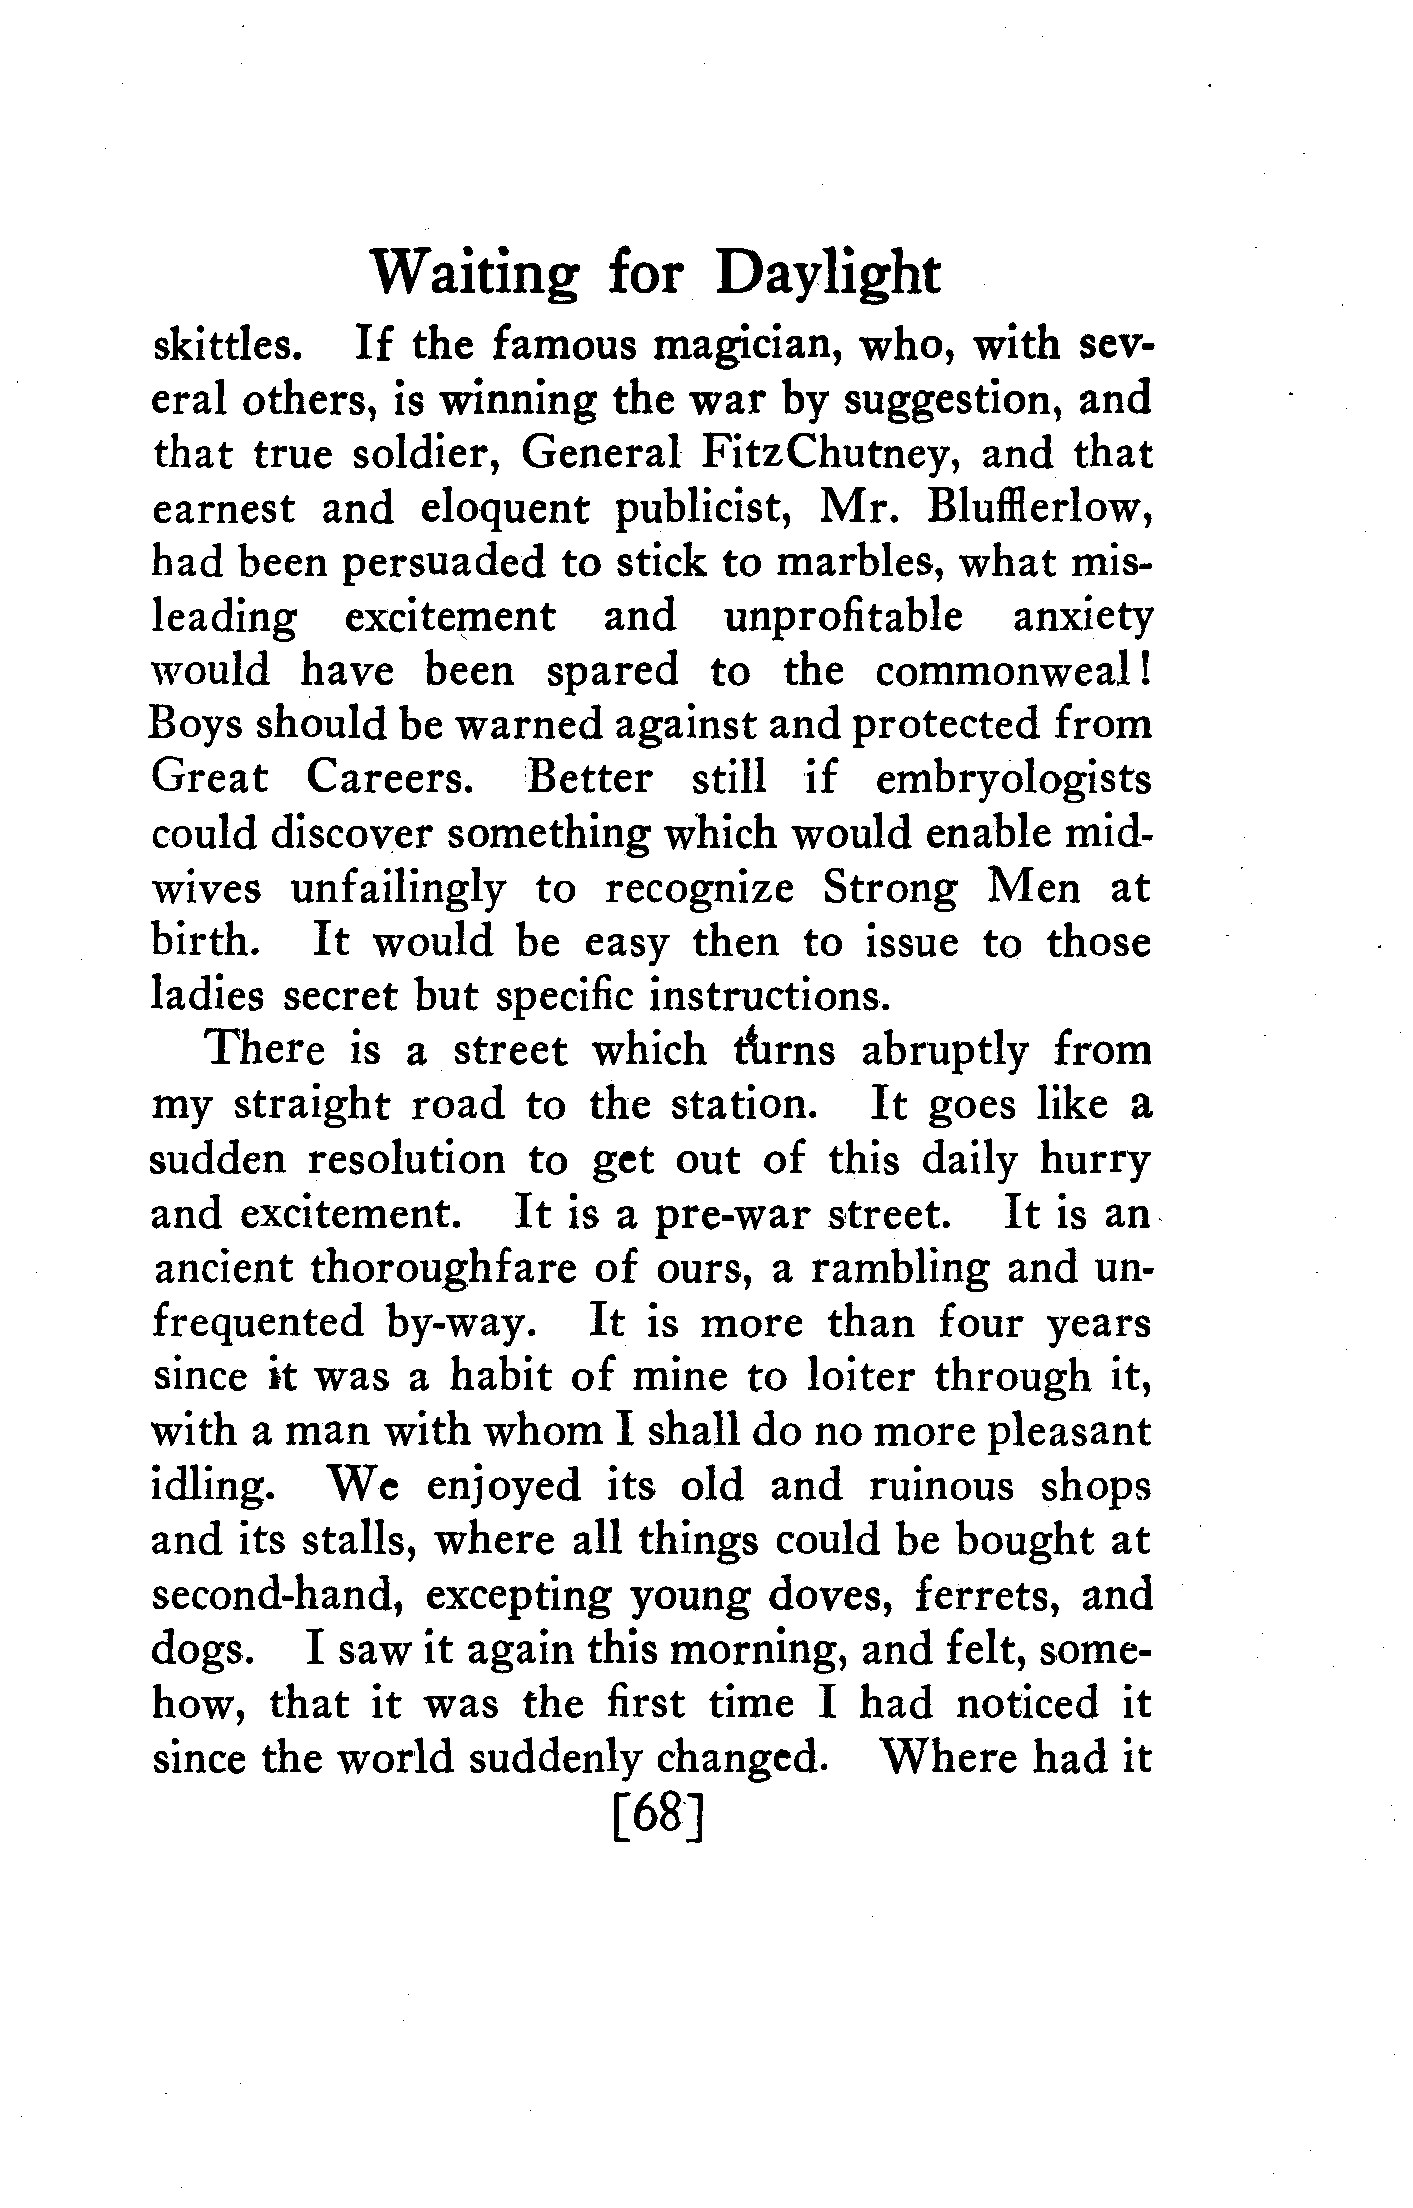 Waiting for Daylight
skittles. If the famous magician, who, with sev-
eral others, is winning the war by suggestion, and
that true soldier, General FitzChutney, and that
earnest and eloquent publicist, Mr. Blufflerlow,
had been persuaded to stick to marbles, what mis-
leading excitement and unprofitable anxiety
would have been spared to the commonweal!
Boys should be warned against and protected from
Great Careers. Better still if embryologists
could discover something which would enable mid-
wives unfailingly to recognize Strong Men at
birth. It would be easy then to issue to those
ladies secret but specific instructions.
There is a street which turns abruptly from
my straight road to the station. It goes like a
sudden resolution to get out of this daily hurry
and excitement. It is a pre-war street. It is an
ancient thoroughfare of ours, a rambling and un-
frequented by-way. It is more than four years
since it was a habit of mine to loiter through it,
with a man with whom I shall do no more pleasant
idling. We enjoyed its old and ruinous shops
and its stalls, where all things could be bought at
second-hand, excepting young doves, ferrets, and
dogs. I saw it again this morning, and felt, some-
how, that it was the first time I had noticed it
since the world suddenly changed. Where had it
[68]